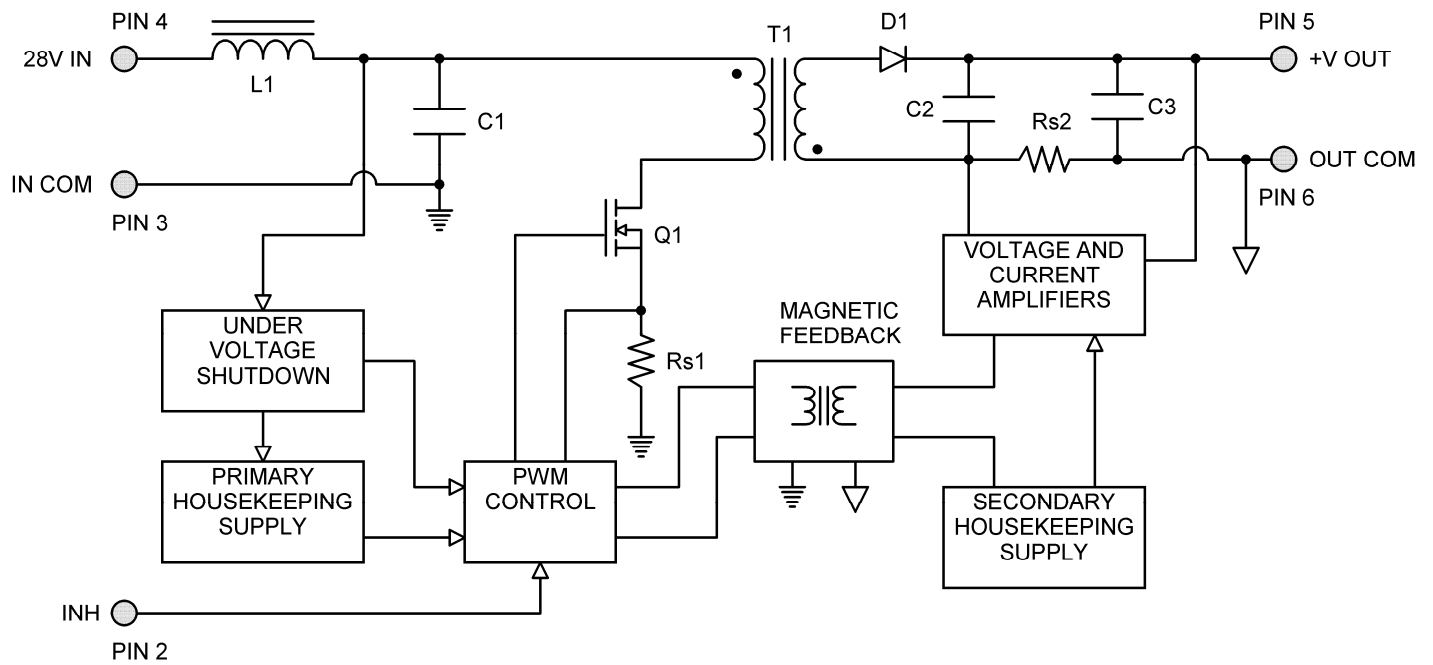 PIN 4
28V IN
L1
C1
IN COM
PIN 3
T1
D1
PIN 5
+V OUT
C2
Rs2
C3
OUT COM
PIN 6
Q1
Rs1
UNDER
VOLTAGE
SHUTDOWN
PRIMARY
HOUSEKEEPING
SUPPLY
PWM
CONTROL
MAGNETIC
FEEDBACK
VOLTAGE AND
CURRENT
AMPLIFIERS
SECONDARY
HOUSEKEEPING
SUPPLY
INH
PIN 2